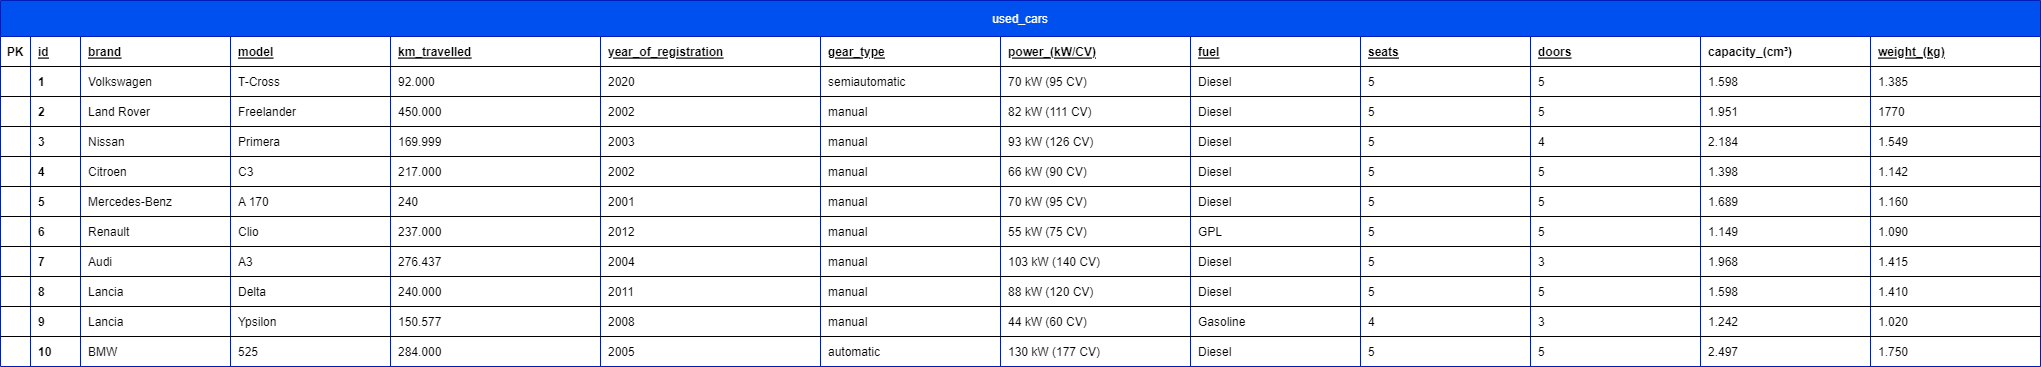 used_cars
PK id brand model km_travelled year_of_registration gear_type power_(kW/CV) fuel seats doors capacity_(cm³) weight_(kg)
1 Volkswagen T-Cross 92.000 2020 semiautomatic 70 kW (95 CV) Diesel 5 5 1.598 1.385
2 Land Rover Freelander 450.000 2002 manual 82 kW (111 CV) Diesel 5 5 1.951 1770
3 Nissan Primera 169.999 2003 manual 93 kW (126 CV) Diesel 5 4 2.184 1.549
4 Citroen C3 217.000 2002 manual 66 kW (90 CV) Diesel 5 5 1.398 1.142
5 Mercedes-Benz A 170 240 2001 manual 70 kW (95 CV) Diesel 5 5 1.689 1.160
6 Renault Clio 237.000 2012 manual 55 kW (75 CV) GPL 5 5 1.149 1.090
7 Audi A3 276.437 2004 manual 103 kW (140 CV) Diesel 5 3 1.968 1.415
8 Lancia Delta 240.000 2011 manual 88 kW (120 CV) Diesel 5 5 1.598 1.410
9 Lancia Ypsilon 150.577 2008 manual 44 kW (60 CV) Gasoline 4 3 1.242 1.020
10 BMW 525 284.000 2005 automatic 130 kW (177 CV) Diesel 5 5 2.497 1.750